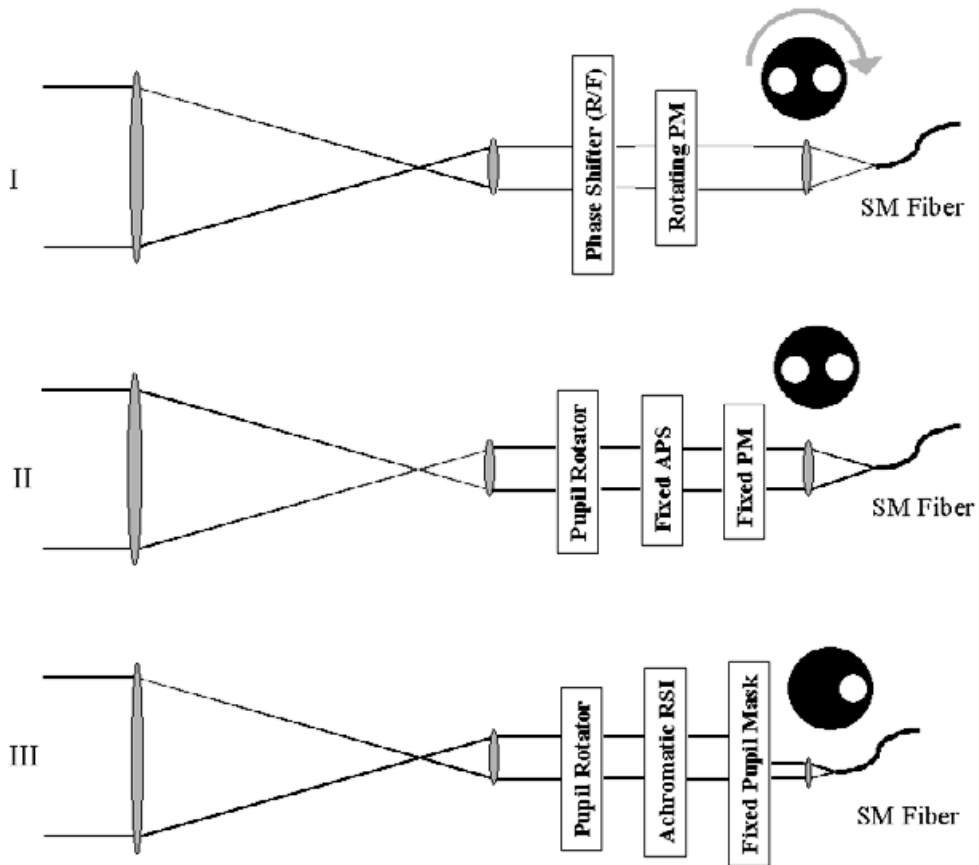 I
Phase Shifter (R/F)
Rotating PM
SM Fiber
II
Pupil Rotator
Fixed APS
Fixed PM
SM Fiber
III
Pupil Rotator
Achromatic RSI
Fixed Pupil Mask
SM Fiber